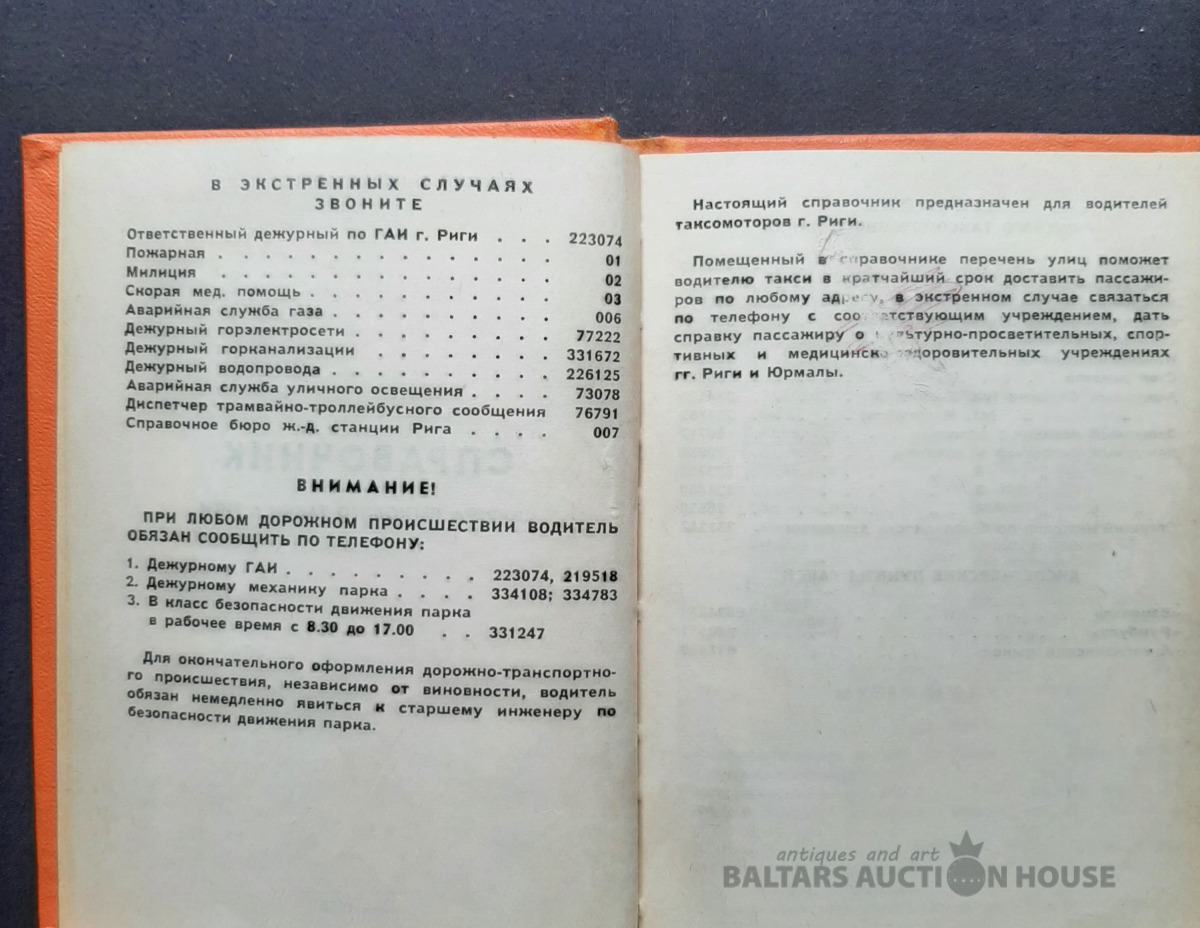 В ЭКСТРЕННЫХ СЛУЧАЯХ
ЗВОНИТЕ
Ответственный дежурный по ГАИ г. Риги . . . 223074
Пожарная . . . . . . . . . . . . . 01
Милиция . . . . . . . . . . . . . 02
Скорая мед. помощь . . . . . . . . . 03
Аварийная служба газа . . . . . . . . 006
Дежурный горэлектросети . . . . . . . 77222
Дежурный горканализации . . . . . . . 331672
Дежурный водопровода . . . . . . . . 226125
Аварийная служба уличного освещения . . . . 73078
Диспетчер трамвайно-троллейбусного сообщения 76791
Справочное бюро ж.-д. станции Рига . . . . 007
ВНИМАНИЕ!
ПРИ ЛЮБОМ ДОРОЖНОМ ПРОИСШЕСТВИИ ВОДИТЕЛЬ
ОБЯЗАН СООБЩИТЬ ПО ТЕЛЕФОНУ:
1. Дежурному ГАИ . . . . . . . . 223074, 219518
2. Дежурному механику парка . . . . 334108; 334783
3. В класс безопасности движения парка
в рабочее время с 8.30 до 17.00 . . 331247
Для окончательного оформления дорожно-транспортно-
го происшествия, независимо от виновности, водитель
обязан немедленно явиться к старшему инженеру по
безопасности движения парка.
Настоящий справочник предназначен для водителей
таксомоторов г. Риги.
Помещенный в справочнике перечень улиц поможет
водителю такси в кратчайший срок доставить пассажи-
ров по любому адресу, в экстренном случае связаться
по телефону с соответствующим учреждением, дать
справку пассажиру о культурно-просветительных, спор-
тивных и медицинско-оздоровительных учреждениях
гг. Риги и Юрмалы.
antiques and art
BALTARS AUCTION HOUSE